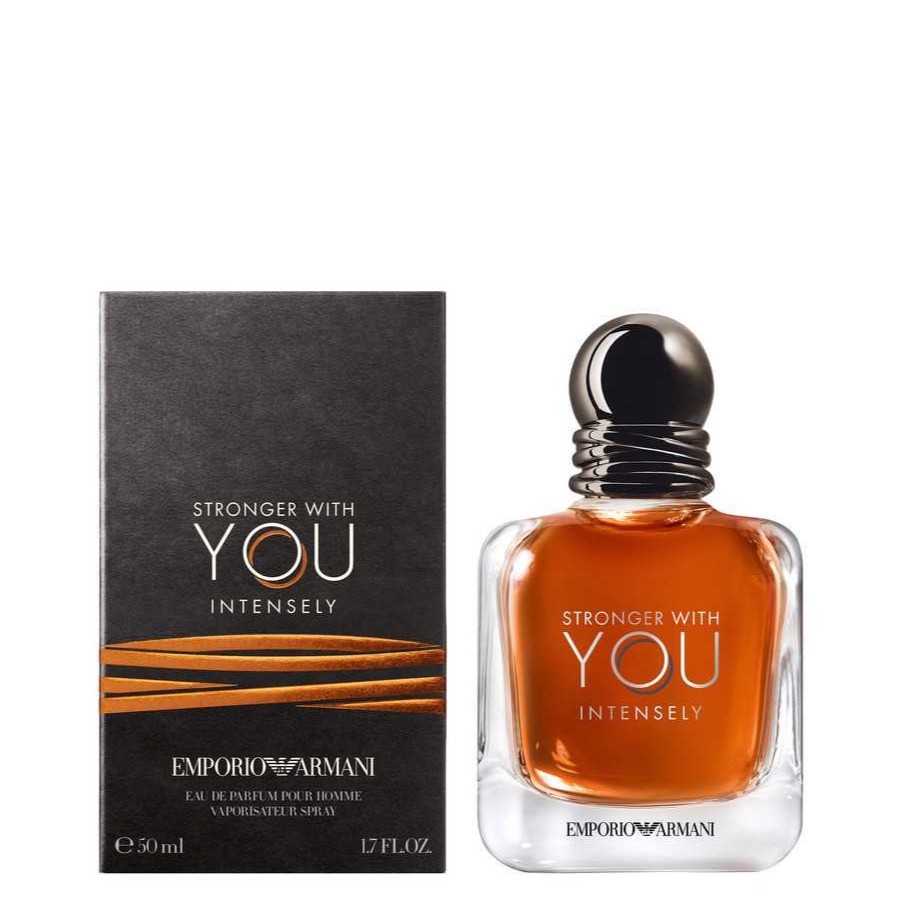 STRONGER WITH
YOU
INTENSELY
EMPORIO ARMANI
EAU DE PARFUM POUR HOMME
VAPORISATEUR SPRAY
℮ 50 ml 1.7 FL.OZ.
STRONGER WITH
YOU
INTENSELY
EMPORIO ARMANI